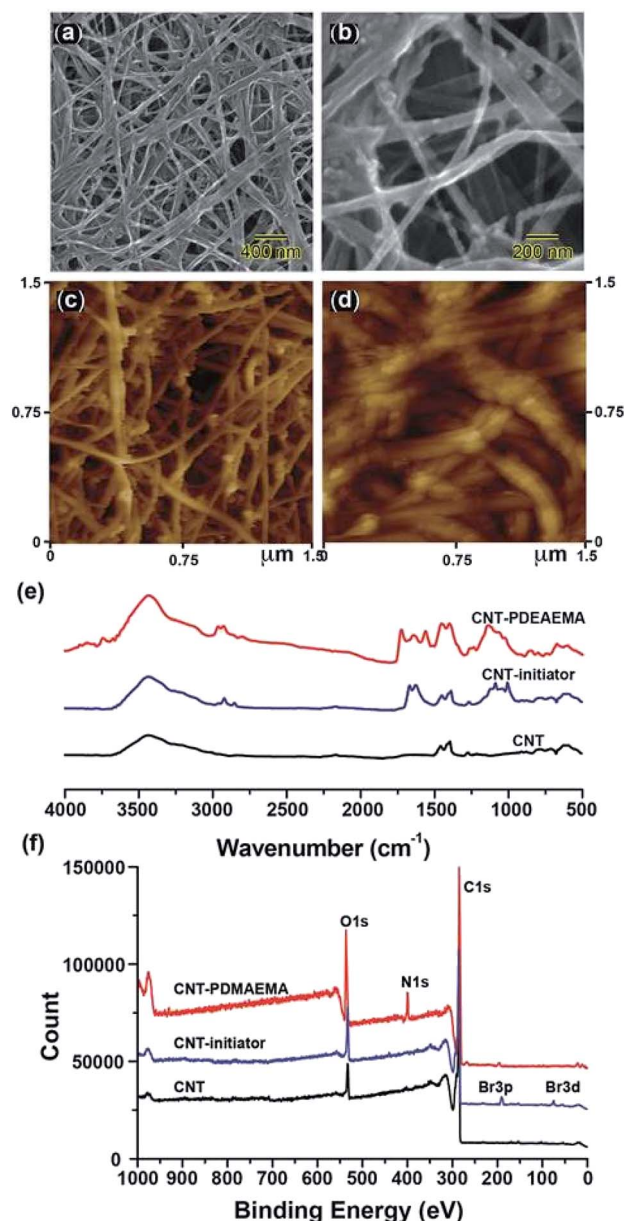 (a)
(b)
400 nm
200 nm
(c)
(d)
1.5
1.5
0.75
0.75
0
0
0
0.75
μm
1.5
0.75
μm
1.5
(e)
CNT-PDEAEMA
CNT-initiator
CNT
4000 3500 3000 2500 2000 1500 1000 500
Wavenumber (cm⁻¹)
(f)
150000
C1s
O1s
100000
CNT-PDMAEMA
N1s
Count
CNT-initiator
50000
Br3p Br3d
CNT
0
1000 900 800 700 600 500 400 300 200 100 0
Binding Energy (eV)